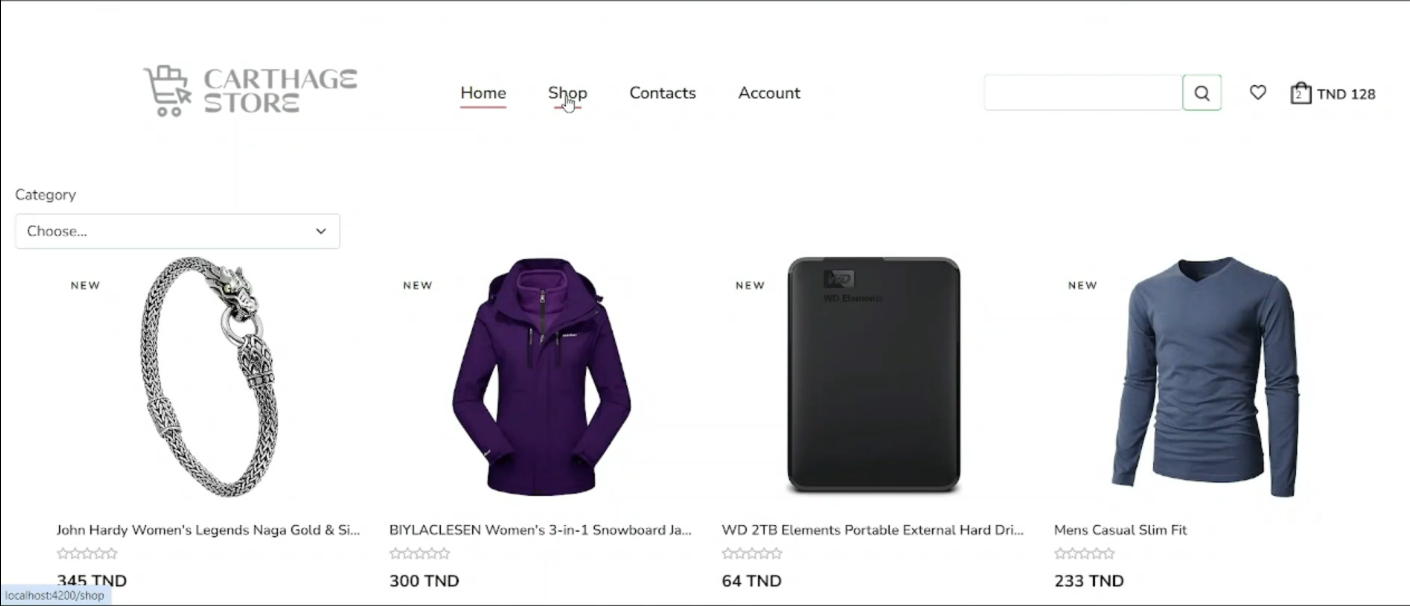 CARTHAGE
STORE
Home Shop Contacts Account
2 TND 128
Category
Choose...
NEW NEW NEW NEW
WD
WD Elements
John Hardy Women's Legends Naga Gold & Si... BIYLACLESEN Women's 3-in-1 Snowboard Ja... WD 2TB Elements Portable External Hard Dri... Mens Casual Slim Fit
345 TND 300 TND 64 TND 233 TND
localhost:4200/shop